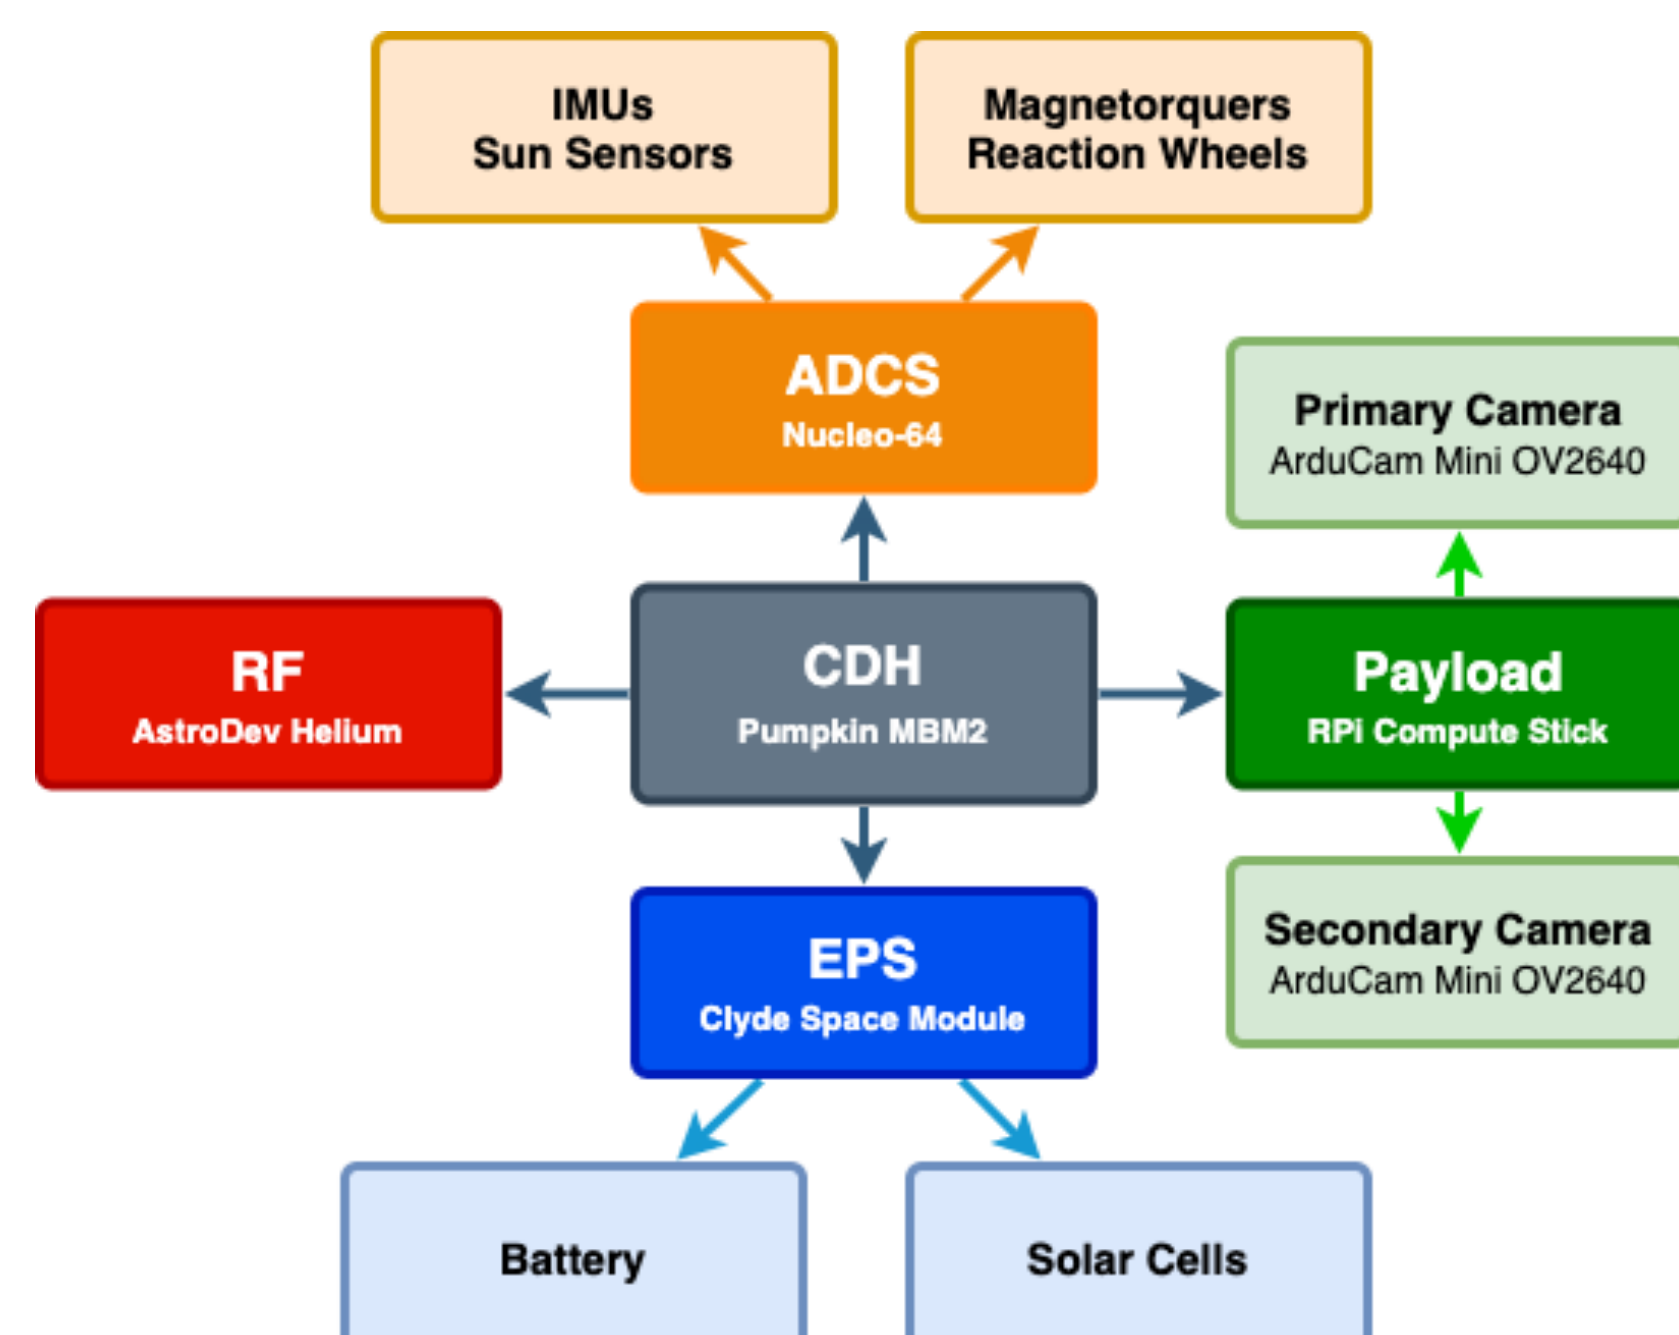 IMUs
Sun Sensors
Magnetorquers
Reaction Wheels
ADCS
Nucleo-64
Primary Camera
ArduCam Mini OV2640
RF
AstroDev Helium
CDH
Pumpkin MBM2
Payload
RPi Compute Stick
EPS
Clyde Space Module
Secondary Camera
ArduCam Mini OV2640
Battery
Solar Cells